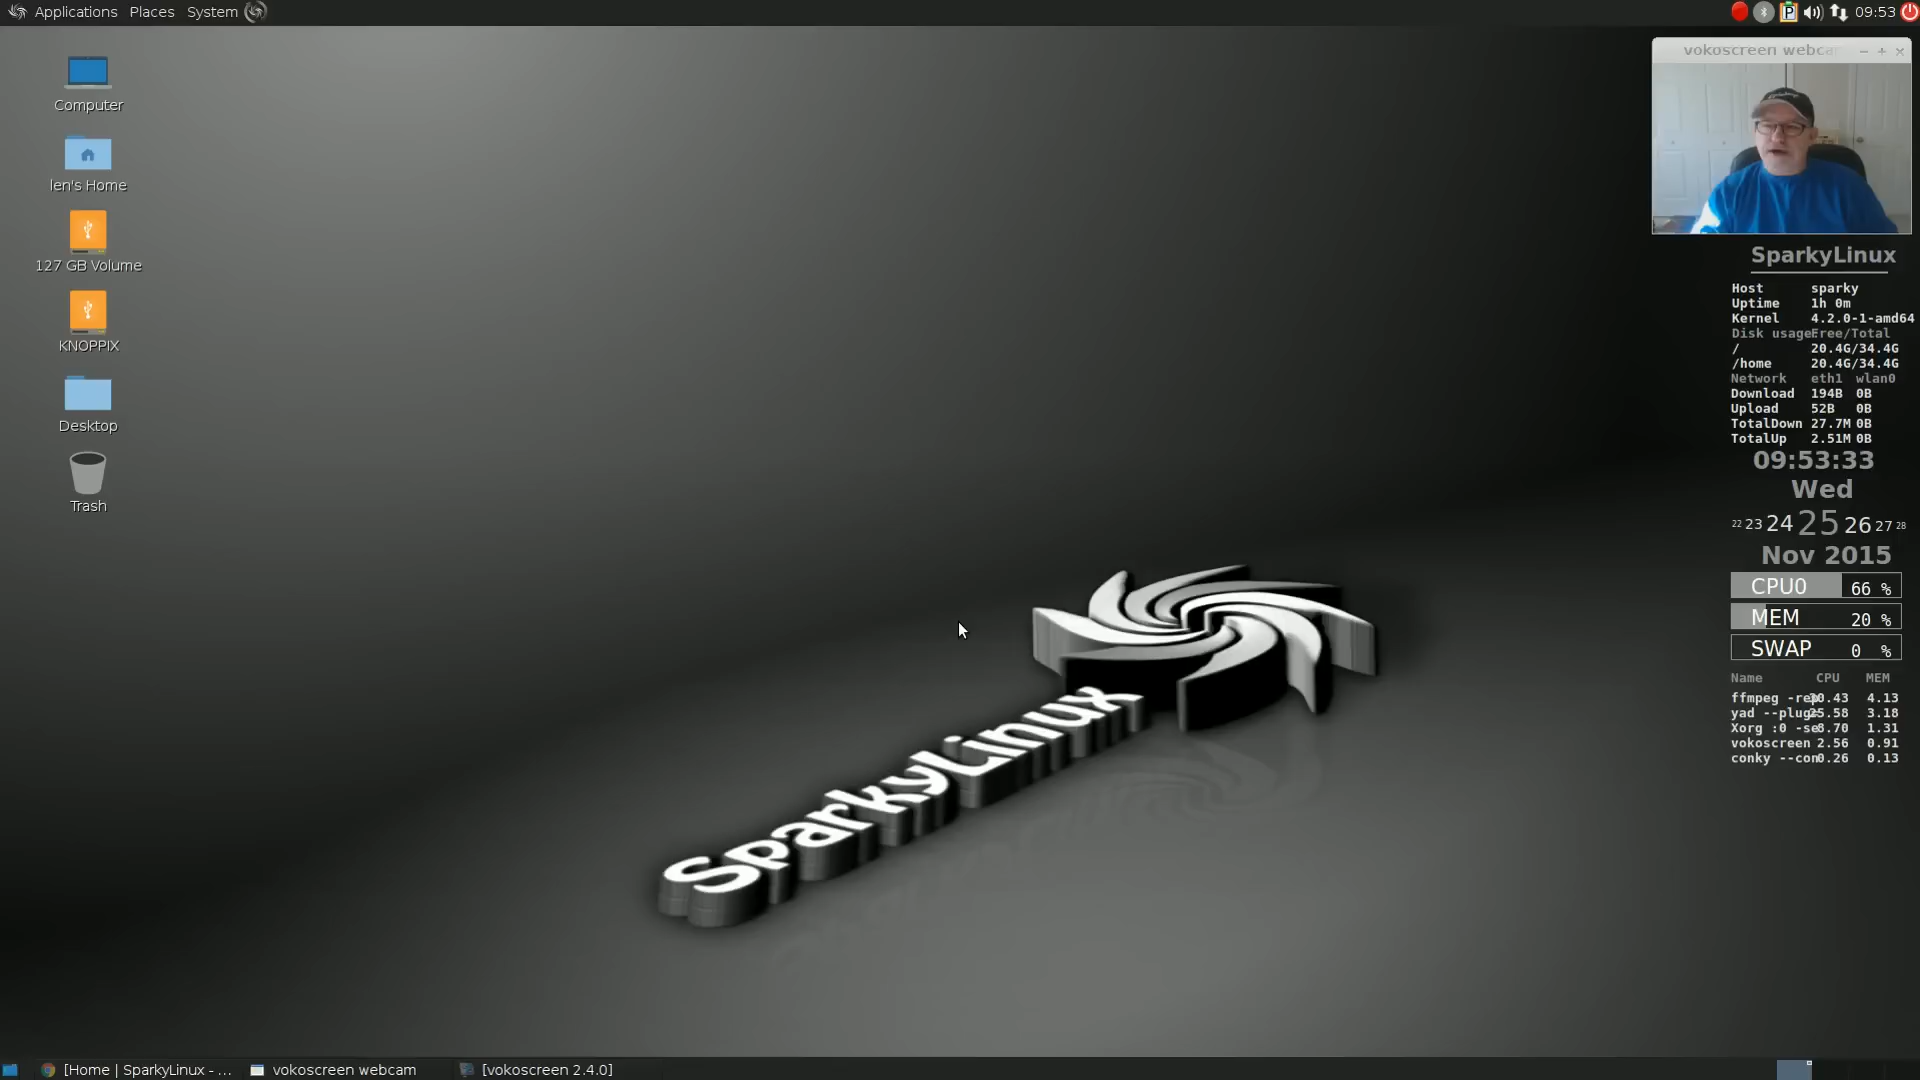 Applications Places System
09:53
vokoscreen webca
Computer
len's Home
127 GB Volume
KNOPPIX
Desktop
Trash
SparkyLinux
Host sparky
Uptime 1h 0m
Kernel 4.2.0-1-amd64
Disk usage Free/Total
/ 20.4G/34.4G
/home 20.4G/34.4G
Network eth1 wlan0
Download 194B 0B
Upload 52B 0B
TotalDown 27.7M 0B
TotalUp 2.51M 0B
09:53:33
Wed
22 23 24 25 26 27 28
Nov 2015
CPU0 66 %
MEM 20 %
SWAP 0 %
Name CPU MEM
ffmpeg 4.13
yad 3.18
Xorg :0 1.31
vokoscreen 2.56 0.91
conky 0.26 0.13
SparkyLinux
[Home | SparkyLinux - ...
vokoscreen webcam
[vokoscreen 2.4.0]